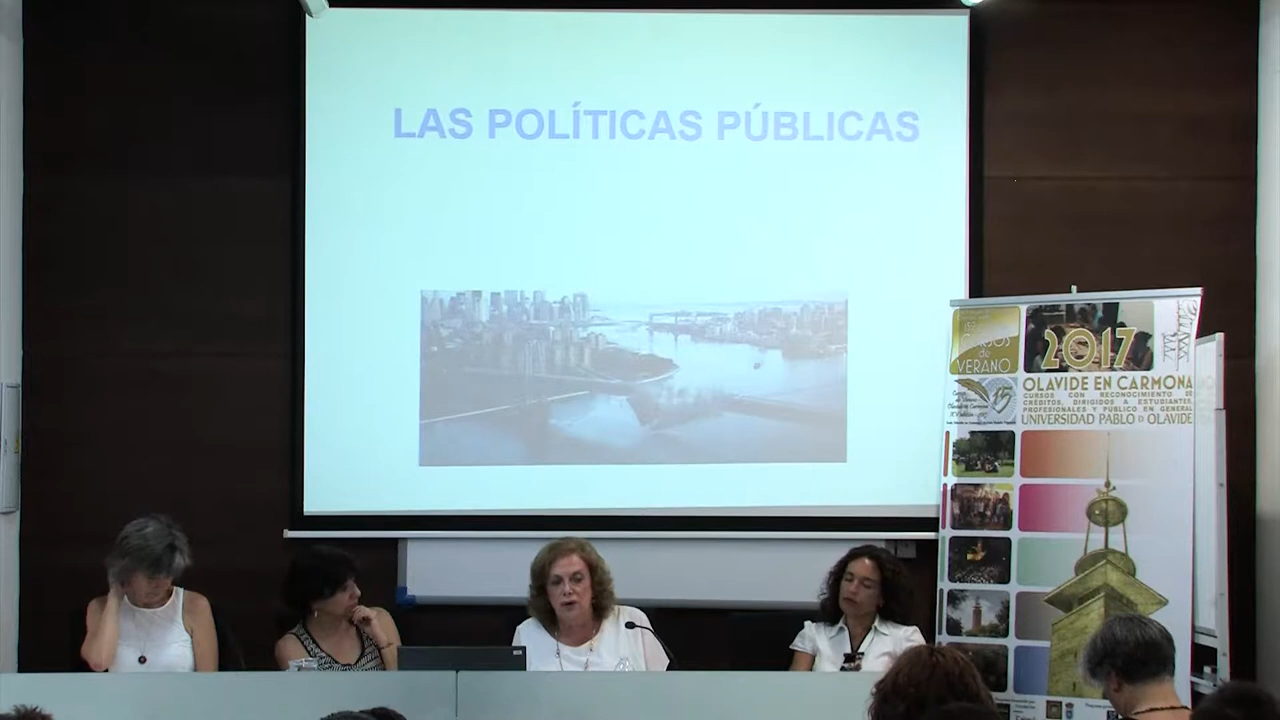 LAS POLÍTICAS PÚBLICAS
de
VERANO
2017
OLAVIDE EN CARMONA
CURSOS CON RECONOCIMIENTO DE
CRÉDITOS, DIRIGIDOS A ESTUDIANTES,
PROFESIONALES Y PÚBLICO EN GENERAL
UNIVERSIDAD PABLO DE OLAVIDE